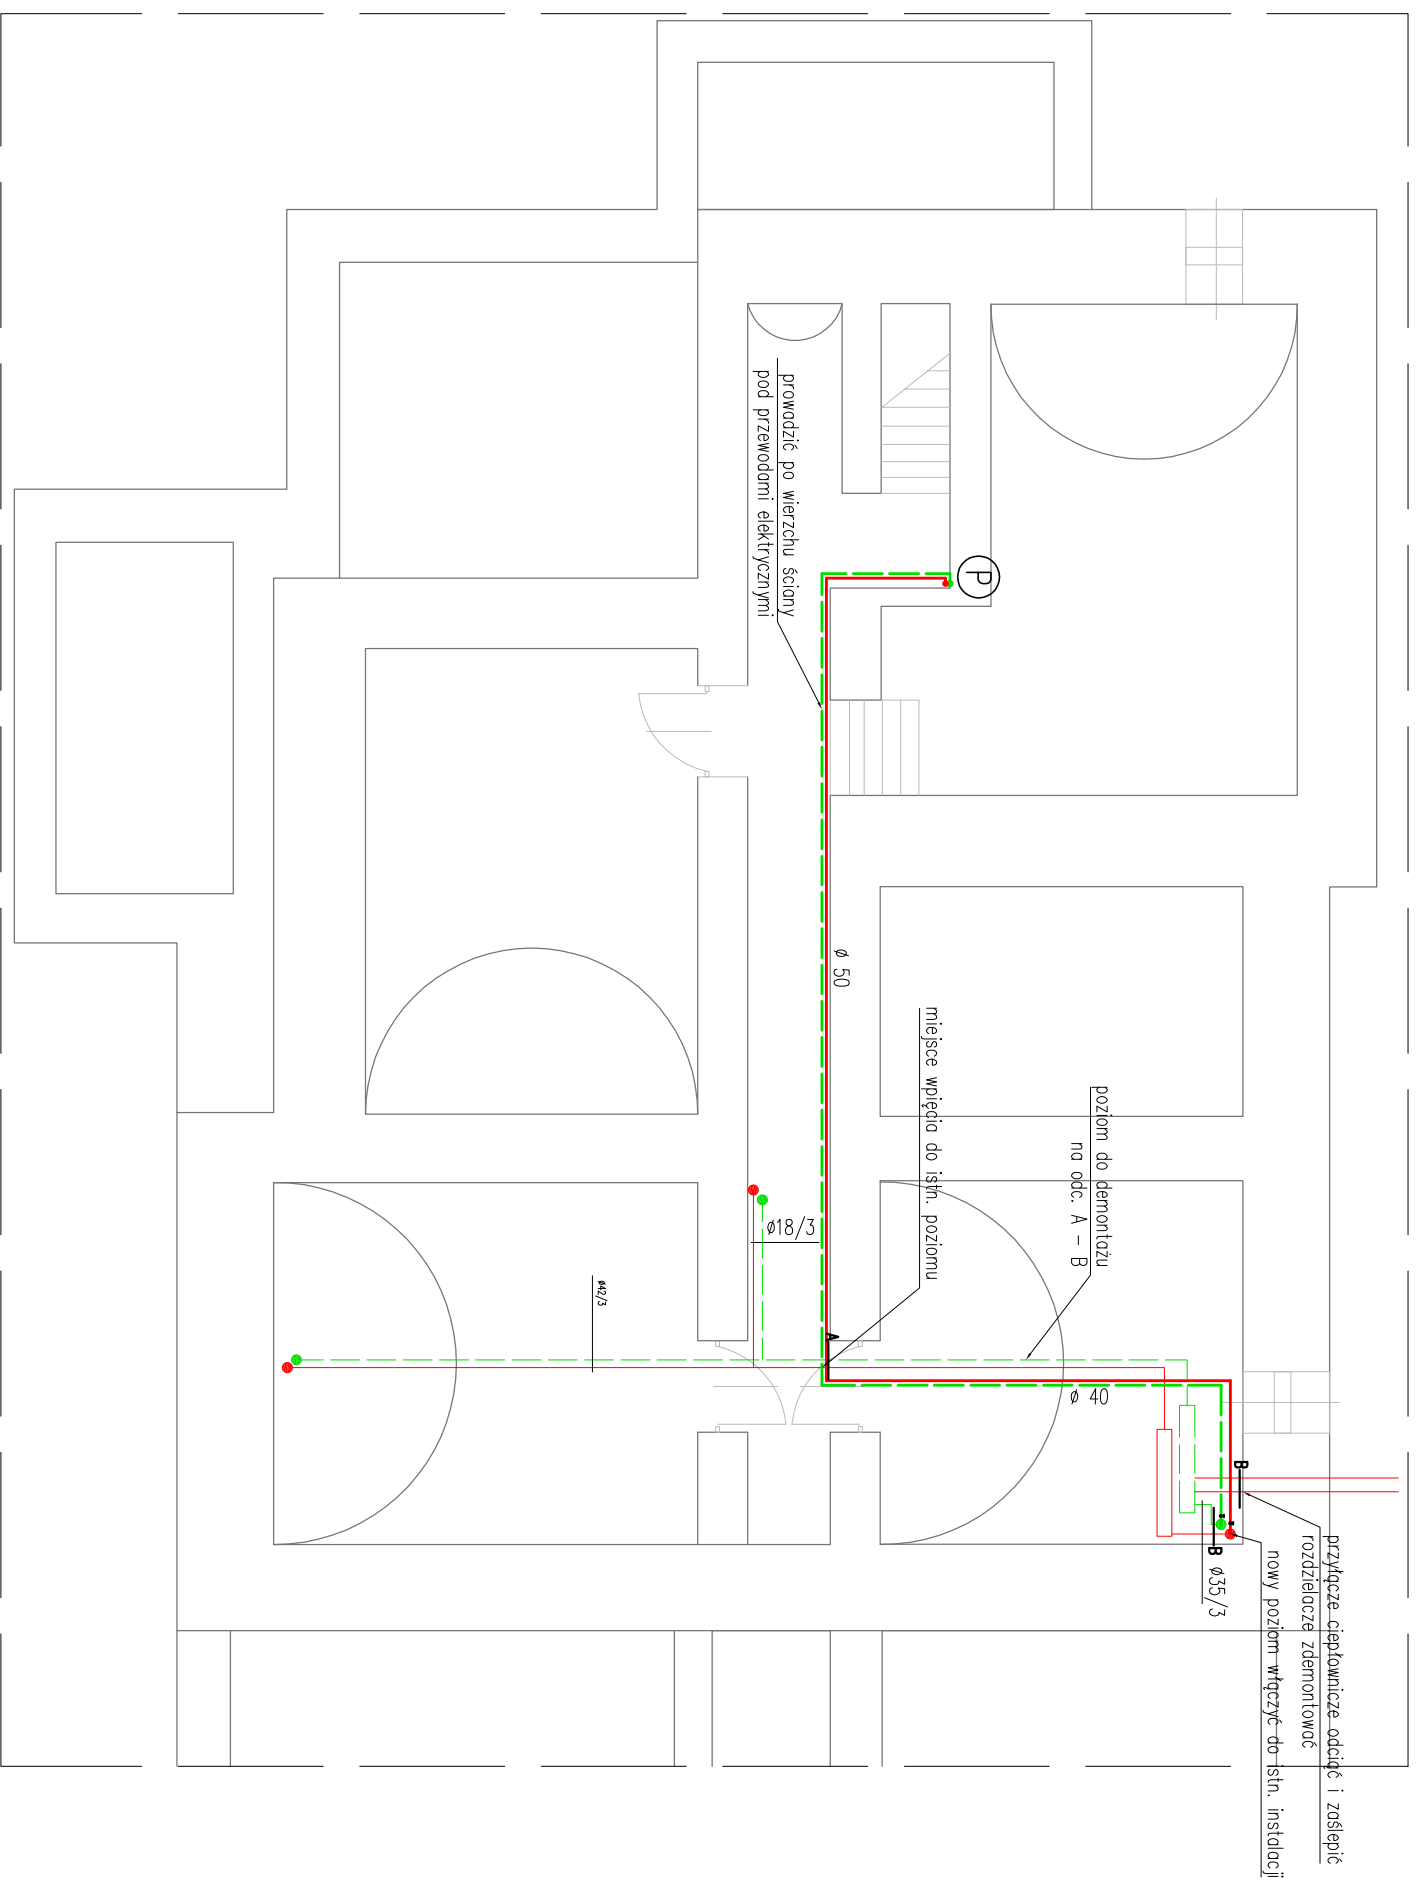 przyłącze ciepłownicze odciąć i zaślepić
rozdzielacze zdemontować
nowy poziom włączyć do istn. instalacji
Ø35/3
B
B
poziom do demontażu
na odc. A - B
ø 40
P
miejsce wpięcia do istn. poziomu
ø 50
A
prowadzić po wierzchu ściany
pod przewodami elektrycznymi
ø18/3
ø42/3